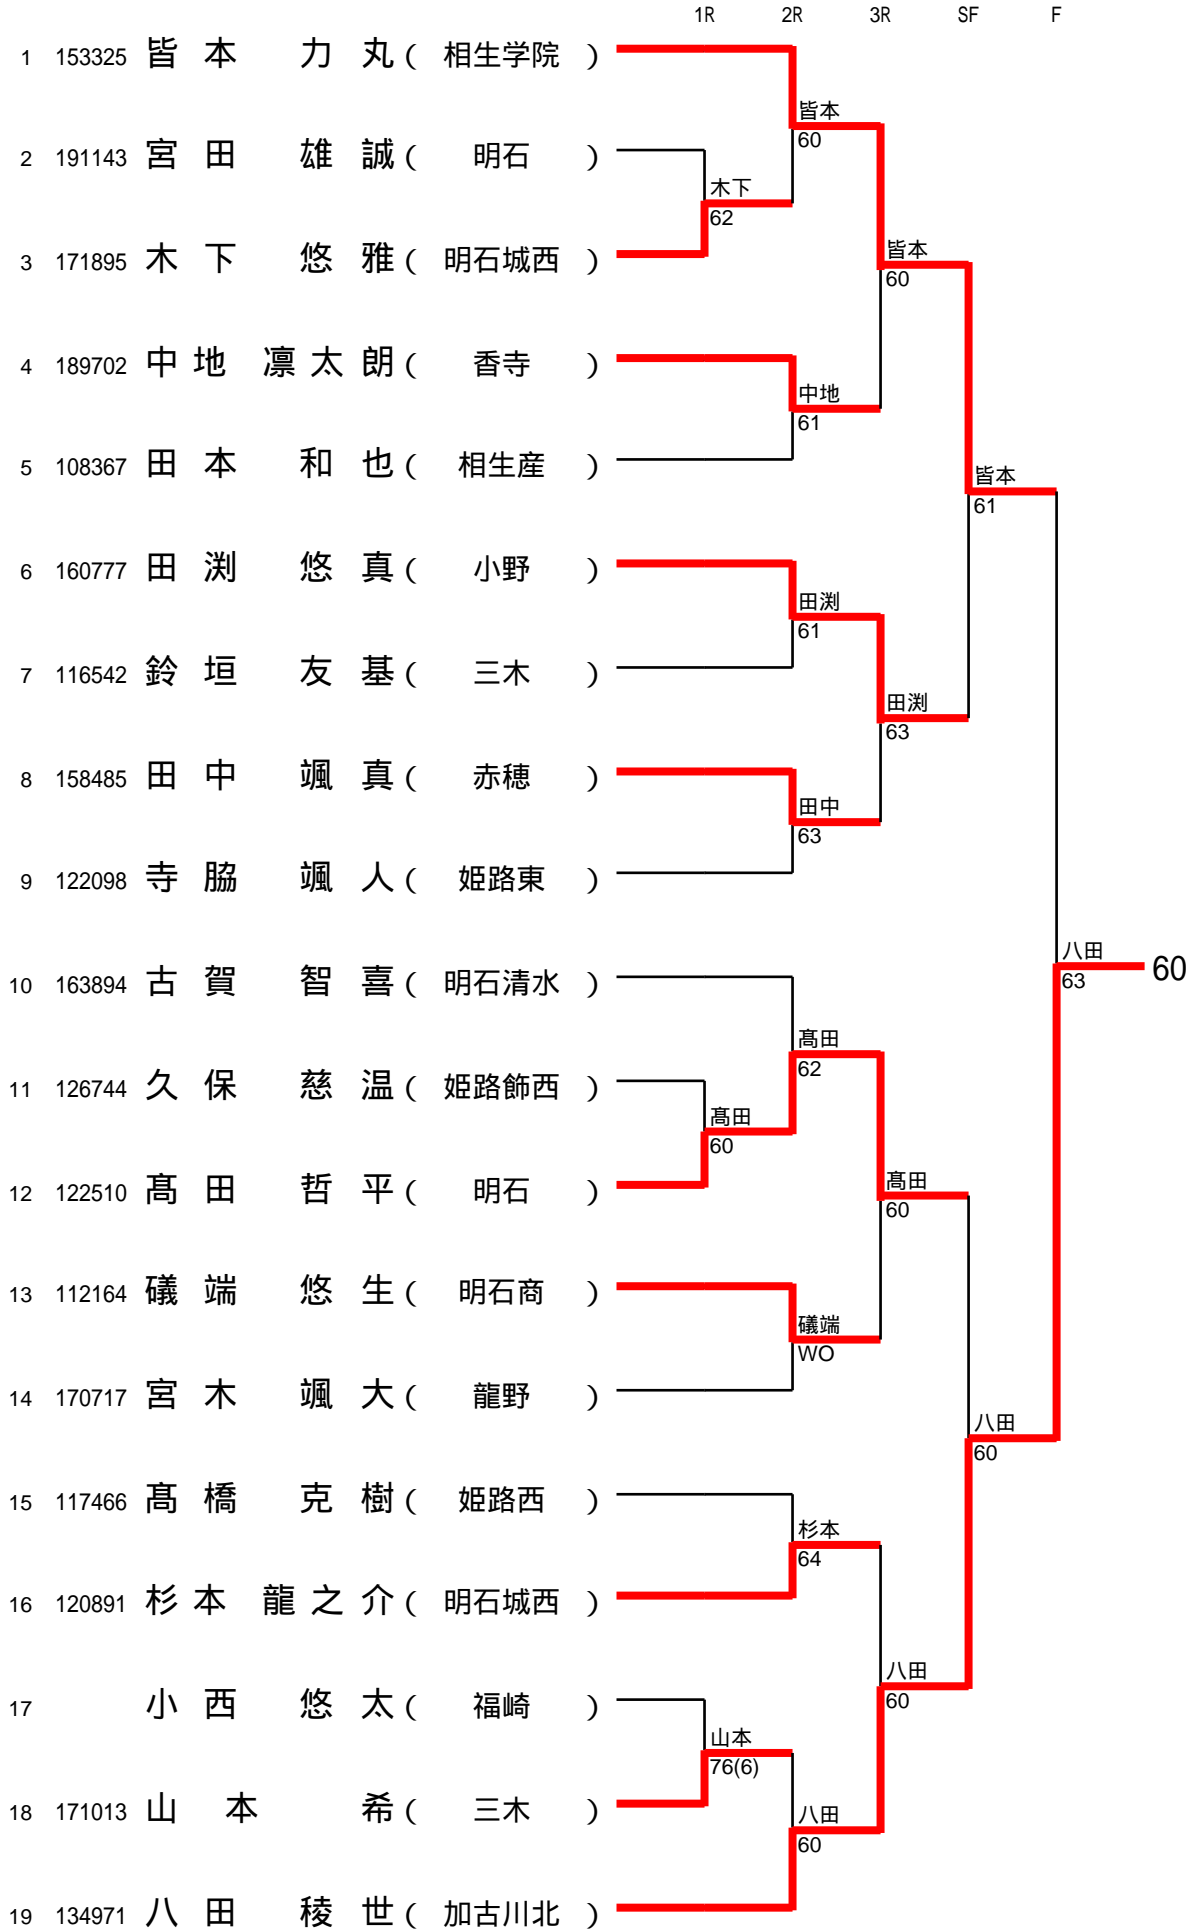 1R 2R 3R SF F
1 153325 皆本 力丸 ( 相生学院 )
皆本
60
2 191143 宮田 雄誠 ( 明石 )
木下
62
3 171895 木下 悠雅 ( 明石城西 )
皆本
60
4 189702 中地 凛太朗 ( 香寺 )
中地
61
5 108367 田本 和也 ( 相生産 )
皆本
61
6 160777 田渕 悠真 ( 小野 )
田渕
61
7 116542 鈴垣 友基 ( 三木 )
田渕
63
8 158485 田中 颯真 ( 赤穂 )
田中
63
9 122098 寺脇 颯人 ( 姫路東 )
八田 60
63
10 163894 古賀 智喜 ( 明石清水 )
髙田
62
11 126744 久保 慈温 ( 姫路飾西 )
髙田
60
12 122510 髙田 哲平 ( 明石 )
髙田
60
13 112164 礒端 悠生 ( 明石商 )
礒端
WO
14 170717 宮木 颯大 ( 龍野 )
八田
60
15 117466 髙橋 克樹 ( 姫路西 )
杉本
64
16 120891 杉本 龍之介 ( 明石城西 )
八田
60
17 小西 悠太 ( 福崎 )
山本
76(6)
18 171013 山本 希 ( 三木 )
八田
60
19 134971 八田 稜世 ( 加古川北 )